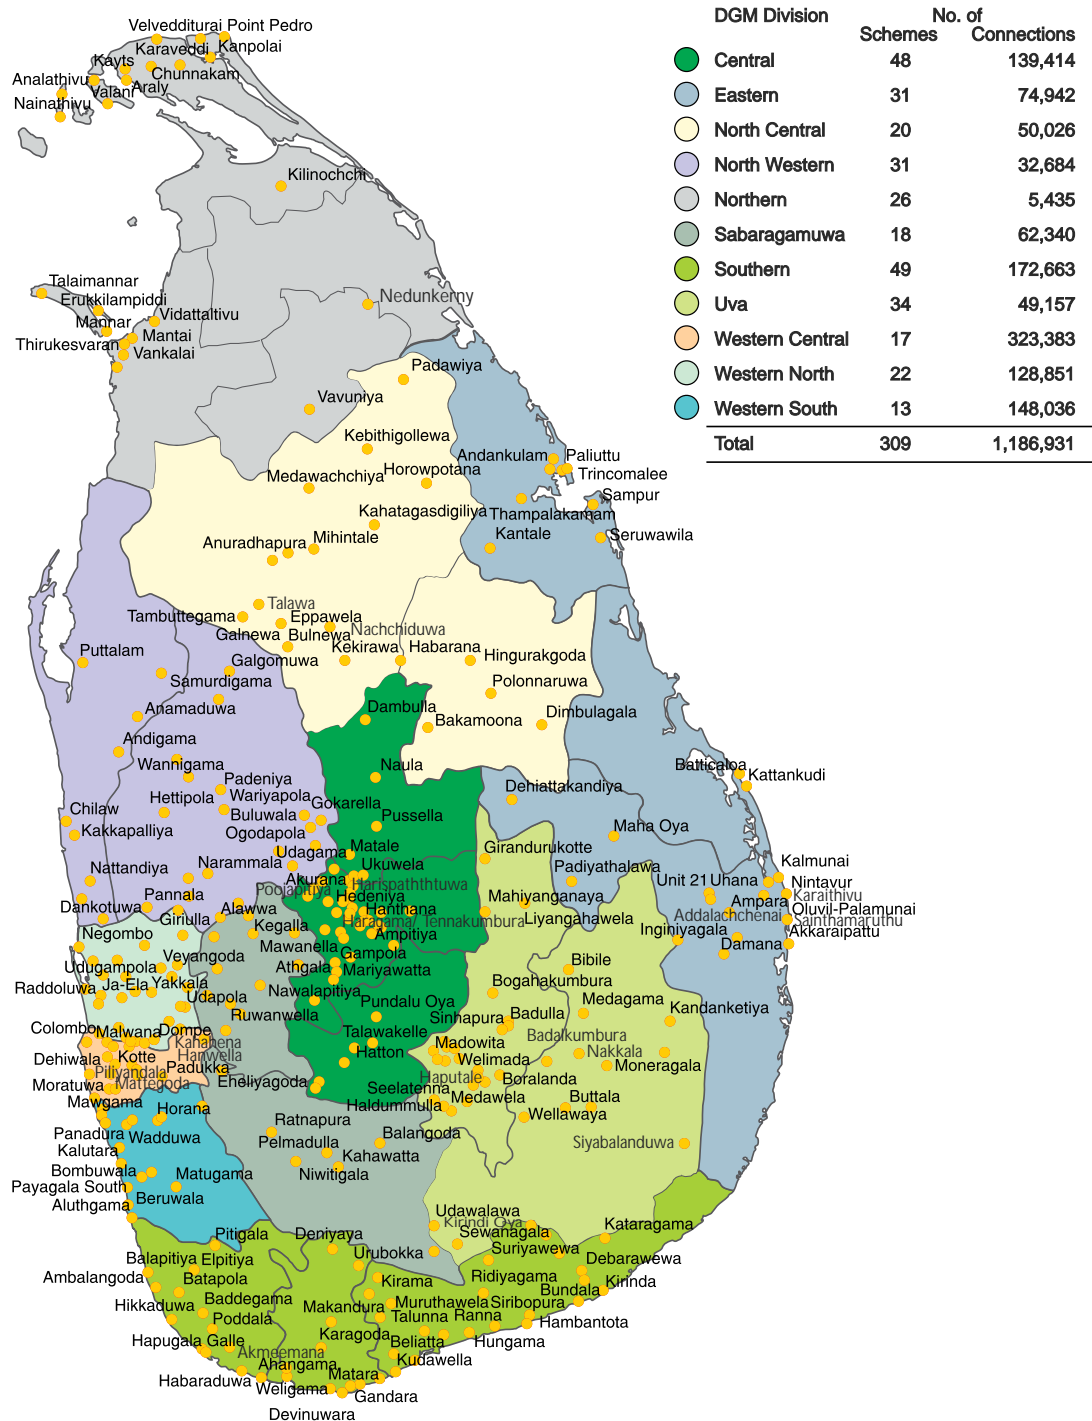 DGM Division No. of
Schemes Connections
Central 48 139,414
Eastern 31 74,942
North Central 20 50,026
North Western 31 32,684
Northern 26 5,435
Sabaragamuwa 18 62,340
Southern 49 172,663
Uva 34 49,157
Western Central 17 323,383
Western North 22 128,851
Western South 13 148,036
Total 309 1,186,931
Velvedditurai Point Pedro
Karaveddi Kanpolai
Kayts
Chunnakam
Analathivu
Valani Araly
Nainathivu
Kilinochchi
Talaimannar
Erukkilampiddi
Nedunkerny
Mannar Vidattaltivu
Thirukesvaran Mantai
Vankalai
Padawiya
Vavuniya
Kebithigollewa
Andankulam Paliuttu
Medawachchiya Horowpotana
Trincomalee
Sampur
Kahatagasdigiliya Thampalakamam
Anuradhapura Mihintale
Kantale Seruwawila
Talawa
Tambuttegama Eppawela
Galnewa Bulnewa Nachchiduwa
Puttalam
Galgomuwa Kekirawa Habarana
Hingurakgoda
Samurdigama
Polonnaruwa
Anamaduwa Dambulla
Bakamoona Dimbulagala
Andigama
Wannigama Naula
Batticaloa Kattankudi
Padeniya
Dehiattakandiya
Hettipola Wariyapola
Chilaw Gokarella
Buluwala Pussella
Kakkapalliya Ogodapola
Maha Oya
Udagama Matale
Girandurukotte
Nattandiya Narammala Ukuwela
Padiyathalawa
Kalmunai
Akurana
Poojapitiya Harispaththtuwa
Unit 21 Uhana Nintavur
Pannala Hedeniya
Mahiyanganaya
Karaithivu
Ampara
Dankotuwa Alawwa Hanthana
Oluvil-Palamunai
Giriulla Haragama/ Tennakumbura
Liyangahawela Addalachchenai
Santhamaruthu
Negombo Kegalla Ampitiya
Inginiyagala Akkaraipattu
Mawanella
Damana
Veyangoda Gampola
Bibile
Udugampola Athgala Mariyawatta
Bogahakumbura
Raddoluwa Ja-Ela Yakkala
Udapola Nawalapitiya
Pundalu Oya
Medagama
Kandanketiya
Ruwanwella Sinhapura Badulla
Colombo Malwana Dompe
Talawakelle
Kahahena Madowita Badalkumbura
Dehiwala Kotte Hanwella
Hatton Welimada Nakkala
Piliyandala Padukka
Moneragala
Moratuwa Mattegoda Eheliyagoda
Haputale Boralanda
Seelatenna
Mawgama Horana Haldummulla Medawela Buttala
Wellawaya
Panadura Wadduwa Ratnapura
Balangoda
Kalutara Pelmadulla Siyabalanduwa
Kahawatta
Bombuwala Matugama Niwitigala
Payagala South
Beruwala
Aluthgama
Udawalawa
Kirindi Oya
Kataragama
Pitigala Deniyaya Sewanagala
Urubokka Suriyawewa
Balapitiya Elpitiya Debarawewa
Ambalangoda Batapola Kirama Ridiyagama
Bundala Kirinda
Hikkaduwa Baddegama Makandura Muruthawela Siribopura
Poddala Talunna Ranna Hambantota
Hapugala Galle Karagoda Beliatta Hungama
Akmeemana Kudawella
Ahangama
Habaraduwa Weligama Matara
Gandara
Devinuwara